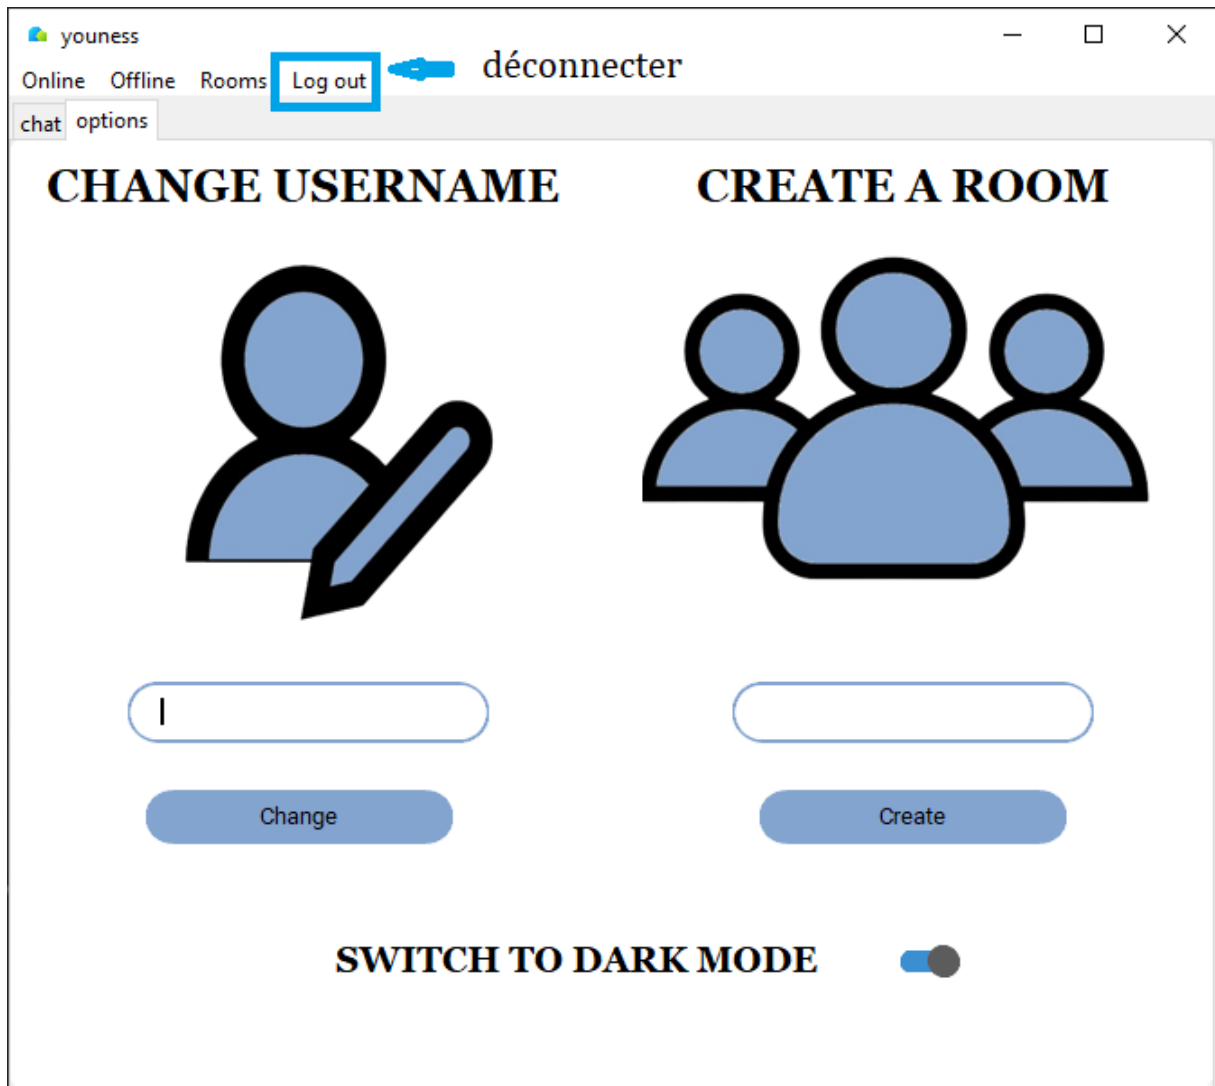 youness
Online Offline Rooms Log out déconnecter
chat options
CHANGE USERNAME CREATE A ROOM
Change Create
SWITCH TO DARK MODE